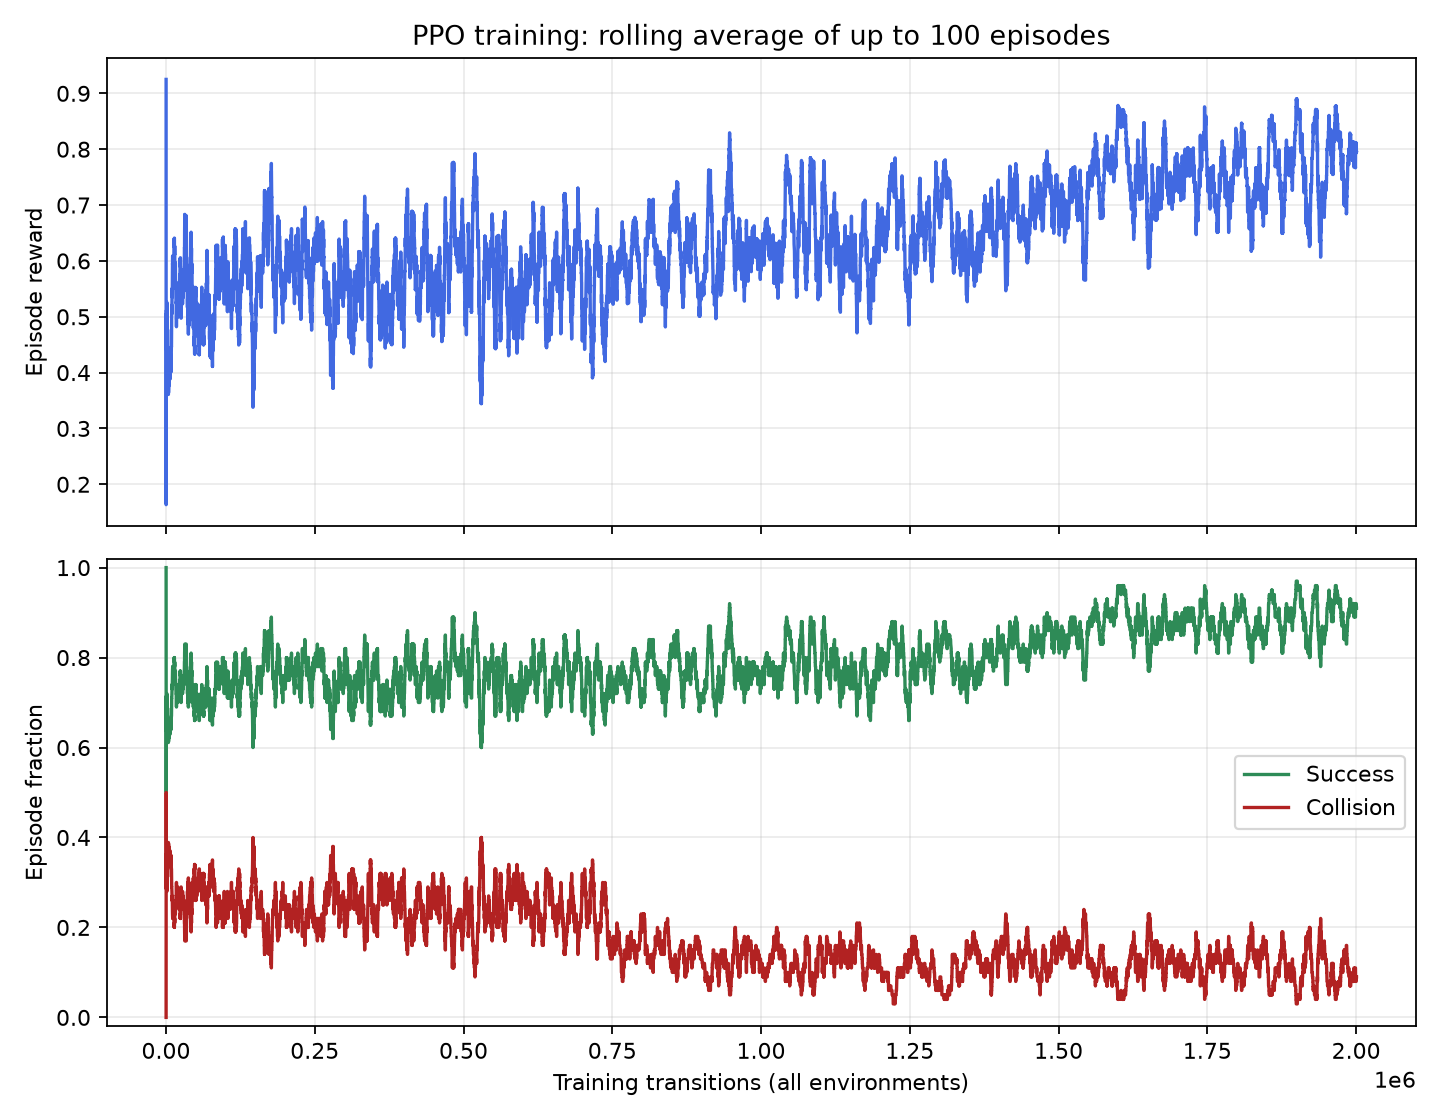 PPO training: rolling average of up to 100 episodes
Episode reward
0.9
0.8
0.7
0.6
0.5
0.4
0.3
0.2
Episode fraction
1.0
0.8
0.6
0.4
0.2
0.0
Success
Collision
0.00 0.25 0.50 0.75 1.00 1.25 1.50 1.75 2.00
1e6
Training transitions (all environments)